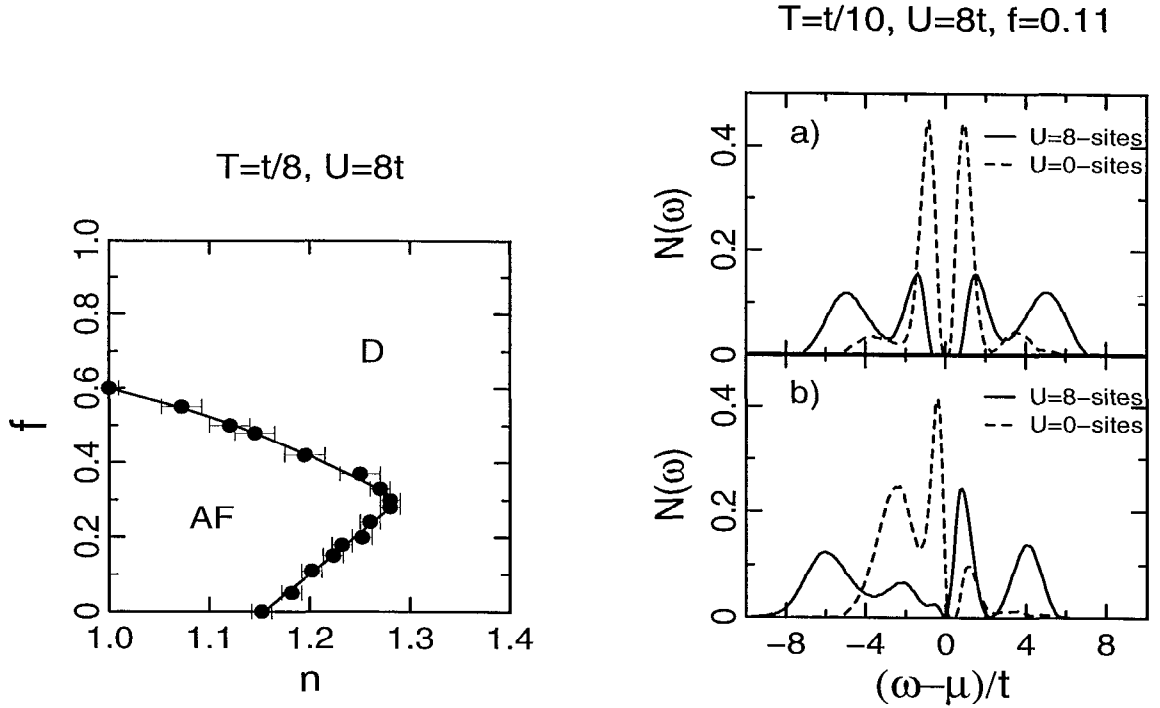 T=t/8, U=8t
f
1.0
0.8
0.6
0.4
0.2
0
D
AF
1.0 1.1 1.2 1.3 1.4
n
T=t/10, U=8t, f=0.11
N(ω)
0.4
0.2
0
a)
U=8−sites
U=0−sites
N(ω)
0.4
0.2
0
b)
U=8−sites
U=0−sites
−8 −4 0 4 8
(ω−μ)/t